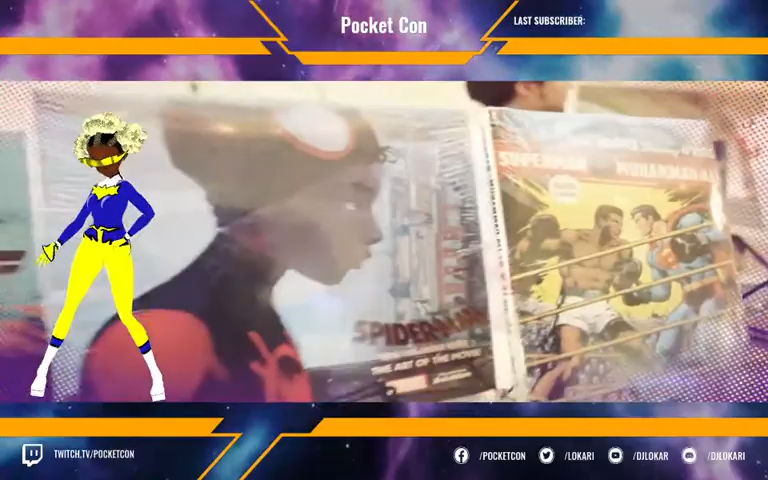 Pocket Con
LAST SUBSCRIBER:
SUPERMAN
MUHAMMAD ALI
SPIDER-MAN
THE ART OF THE MOVIE
TWITCH.TV/POCKETCON
/POCKETCON
/LOKARI
/DJLOKAR
/DJLOKARI